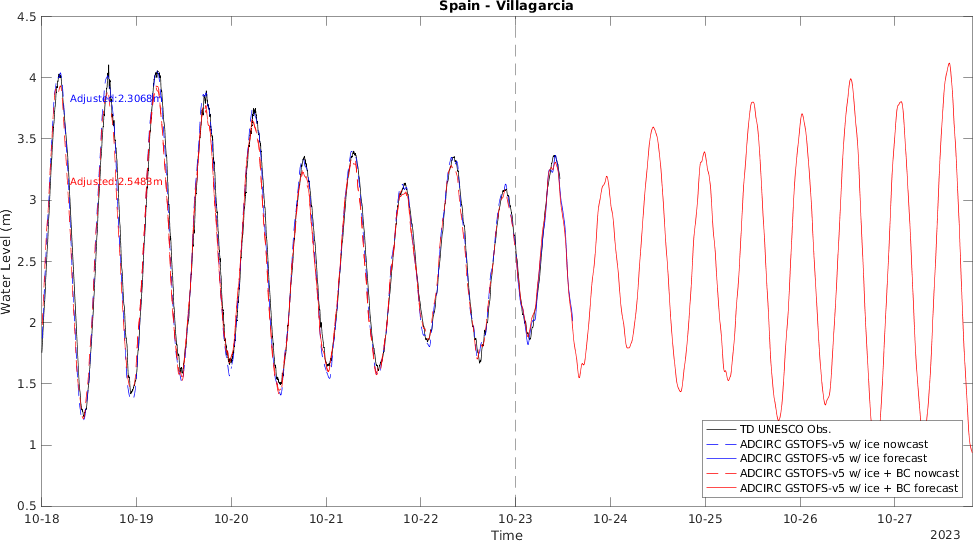 Spain - Villagarcia
4.5
4
3.5
3
2.5
2
1.5
1
0.5
Water Level (m)
Adjusted:2.3068m
Adjusted:2.5483m
TD UNESCO Obs.
ADCIRC GSTOFS-v5 w/ ice nowcast
ADCIRC GSTOFS-v5 w/ ice forecast
ADCIRC GSTOFS-v5 w/ ice + BC nowcast
ADCIRC GSTOFS-v5 w/ ice + BC forecast
10-18 10-19 10-20 10-21 10-22 10-23 10-24 10-25 10-26 10-27
Time
2023